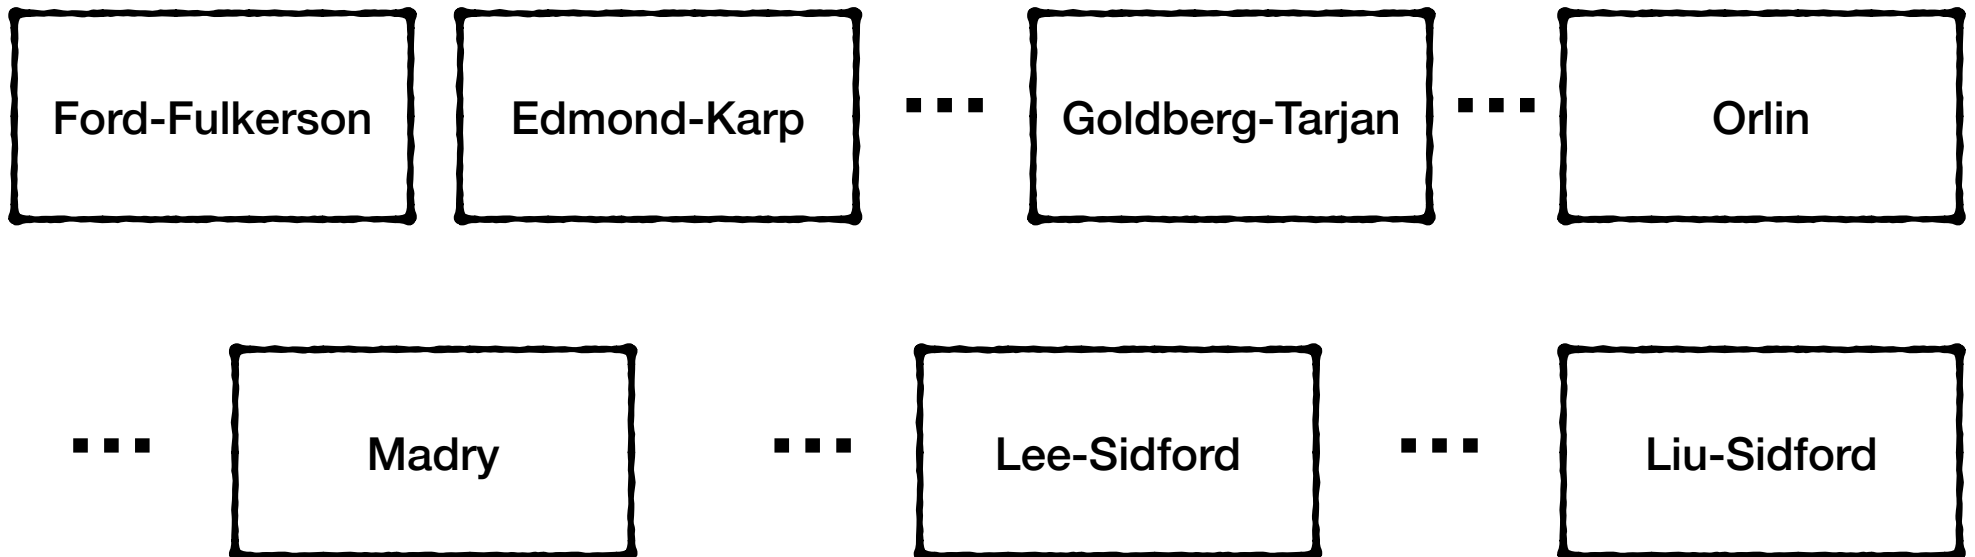 Ford-Fulkerson Edmond-Karp ... Goldberg-Tarjan ... Orlin
... Madry ... Lee-Sidford ... Liu-Sidford